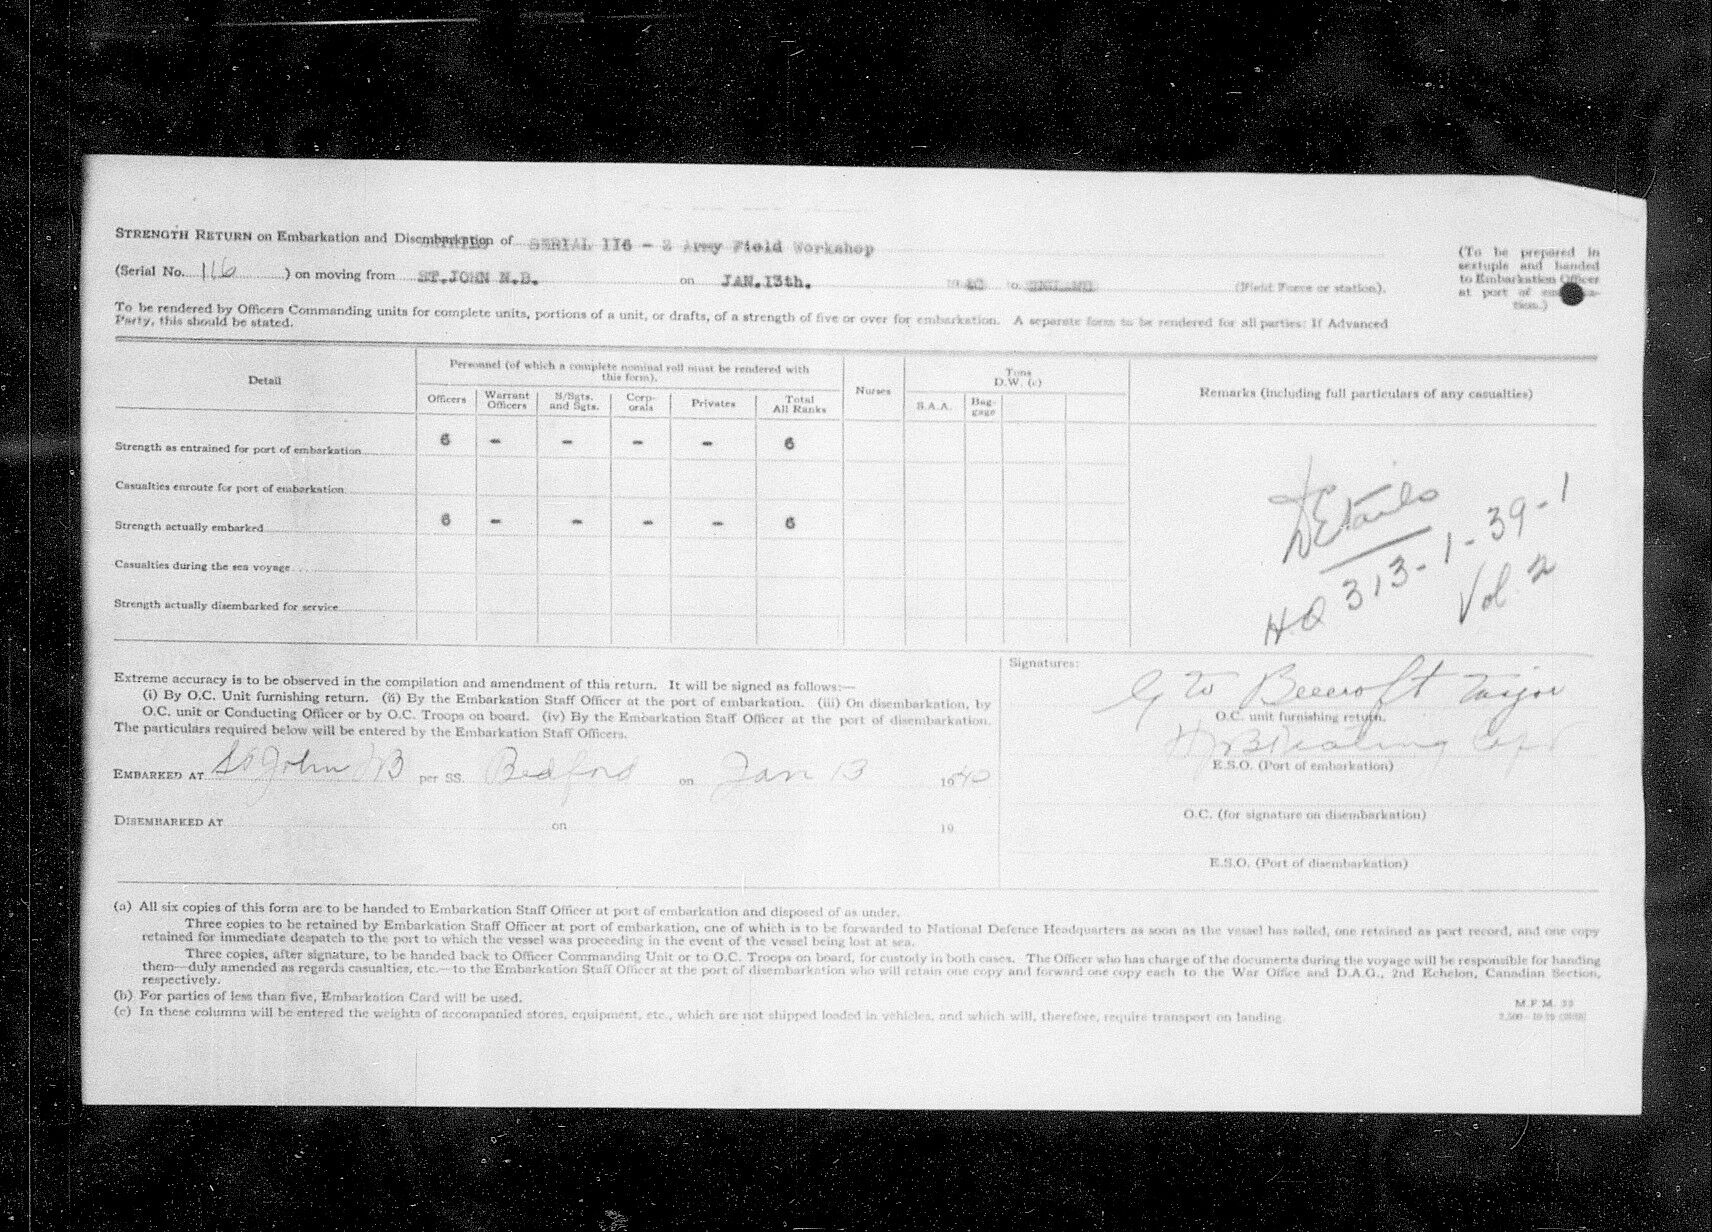 STRENGTH RETURN on Embarkation and Disembarkation of SERIAL 116 - 2 Army Field Workshop
(To be prepared in
sextuple and handed
to Embarkation Officer
at port of embarka-
tion.)
(Serial No. 116 ) on moving from ST.JOHN N.B. on JAN.13th. 19 40 to ENGLAND (Field Force or station).
To be rendered by Officers Commanding units for complete units, portions of a unit, or drafts, of a strength of five or over for embarkation. A separate form to be rendered for all parties: If Advanced
Party, this should be stated.
Detail
Personnel (of which a complete nominal roll must be rendered with
this form).
Nurses
Tons
D.W. (c)
Remarks (including full particulars of any casualties)
Officers Warrant Officers S/Sgts. and Sgts. Corp-orals Privates Total All Ranks S.A.A. Bag-gage
Strength as entrained for port of embarkation 6 - - - - 6
Casualties enroute for port of embarkation
Strength actually embarked 6 - - - - 6
Casualties during the sea voyage
Strength actually disembarked for service
Details
HQ 313-1-39-1
Vol. 2
Extreme accuracy is to be observed in the compilation and amendment of this return. It will be signed as follows:—
(i) By O.C. Unit furnishing return. (ii) By the Embarkation Staff Officer at the port of embarkation. (iii) On disembarkation, by
O.C. unit or Conducting Officer or by O.C. Troops on board. (iv) By the Embarkation Staff Officer at the port of disembarkation.
The particulars required below will be entered by the Embarkation Staff Officers.
EMBARKED AT St John NB per SS. Bedford on Jan 13 1940
DISEMBARKED AT on 19
Signatures:
G W Beecroft Major
O.C. unit furnishing return.
Capt
E.S.O. (Port of embarkation)
O.C. (for signature on disembarkation)
E.S.O. (Port of disembarkation)
(a) All six copies of this form are to be handed to Embarkation Staff Officer at port of embarkation and disposed of as under.
Three copies to be retained by Embarkation Staff Officer at port of embarkation, one of which is to be forwarded to National Defence Headquarters as soon as the vessel has sailed, one retained as port record, and one copy
retained for immediate despatch to the port to which the vessel was proceeding in the event of the vessel being lost at sea.
Three copies, after signature, to be handed back to Officer Commanding Unit or to O.C. Troops on board, for custody in both cases. The Officer who has charge of the documents during the voyage will be responsible for handing
them—duly amended as regards casualties, etc.—to the Embarkation Staff Officer at the port of disembarkation who will retain one copy and forward one copy each to the War Office and D.A.G., 2nd Echelon, Canadian Section,
respectively.
(b) For parties of less than five, Embarkation Card will be used.
(c) In these columns will be entered the weights of accompanied stores, equipment, etc., which are not shipped loaded in vehicles, and which will, therefore, require transport on landing.